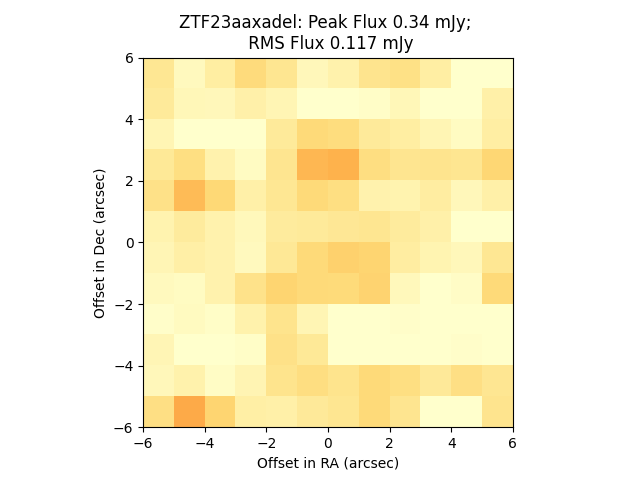 ZTF23aaxadel: Peak Flux 0.34 mJy;
RMS Flux 0.117 mJy
6
4
2
0
−2
−4
−6
Offset in Dec (arcsec)
−6 −4 −2 0 2 4 6
Offset in RA (arcsec)